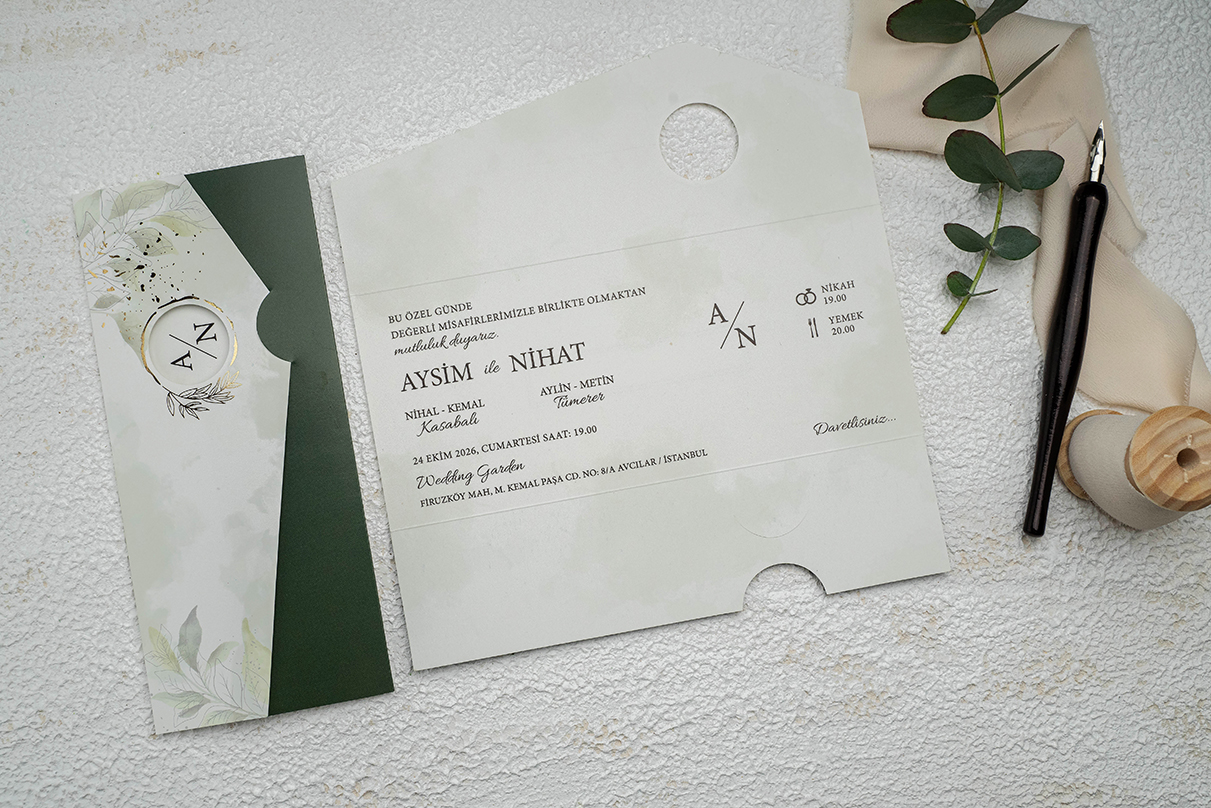 A/N
BU ÖZEL GÜNDE
DEĞERLİ MİSAFİRLERİMİZLE BİRLİKTE OLMAKTAN
mutluluk duyarız.
AYSİM ile NİHAT
NİHAL - KEMAL
Kasabalı
AYLİN - METİN
Tümerer
24 EKİM 2026, CUMARTESİ SAAT: 19.00
Wedding Garden
FİRUZKÖY MAH, M. KEMAL PAŞA CD. NO: 8/A AVCILAR / İSTANBUL
A/N
NİKAH
19.00
YEMEK
20.00
Davetlisiniz...